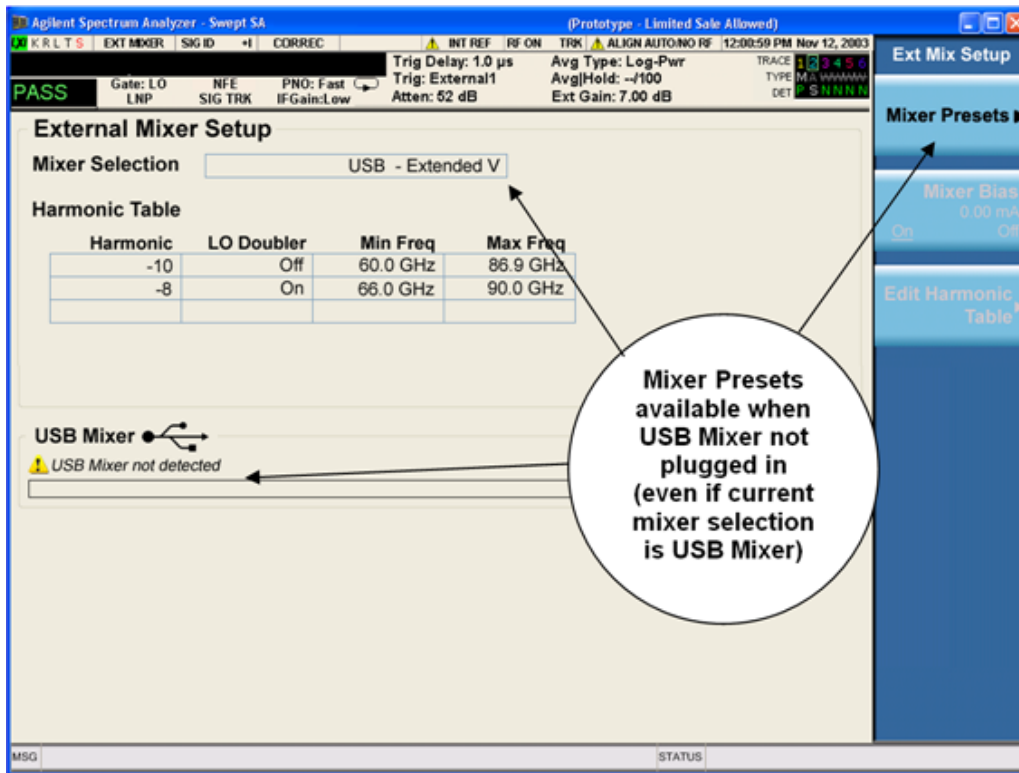 Agilent Spectrum Analyzer - Swept SA (Prototype - Limited Sale Allowed)
LXI K R L T S EXT MIXER SIG ID +I CORREC INT REF RF ON TRK ALIGN AUTO/NO RF 12:00:59 PM Nov 12, 2003
PASS
Gate: LO
LNP
NFE
SIG TRK
PNO: Fast
IFGain:Low
Trig Delay: 1.0 µs
Trig: External1
Atten: 52 dB
Avg Type: Log-Pwr
Avg|Hold: --/100
Ext Gain: 7.00 dB
TRACE 1 2 3 4 5 6
TYPE M A W W W W
DET P S N N N N
Ext Mix Setup
Mixer Presets
Mixer Bias
0.00 mA
On Off
Edit Harmonic
Table
External Mixer Setup
Mixer Selection USB - Extended V
Harmonic Table
Harmonic LO Doubler Min Freq Max Freq
-10 Off 60.0 GHz 86.9 GHz
-8 On 66.0 GHz 90.0 GHz
Mixer Presets
available when
USB Mixer not
plugged in
(even if current
mixer selection
is USB Mixer)
USB Mixer
USB Mixer not detected
MSG STATUS